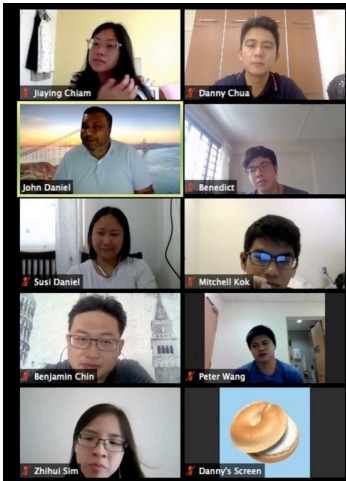 Jiaying Chiam
Danny Chua
John Daniel
Benedict
Susi Daniel
Mitchell Kok
Benjamin Chin
Peter Wang
Zhihui Sim
Danny's Screen